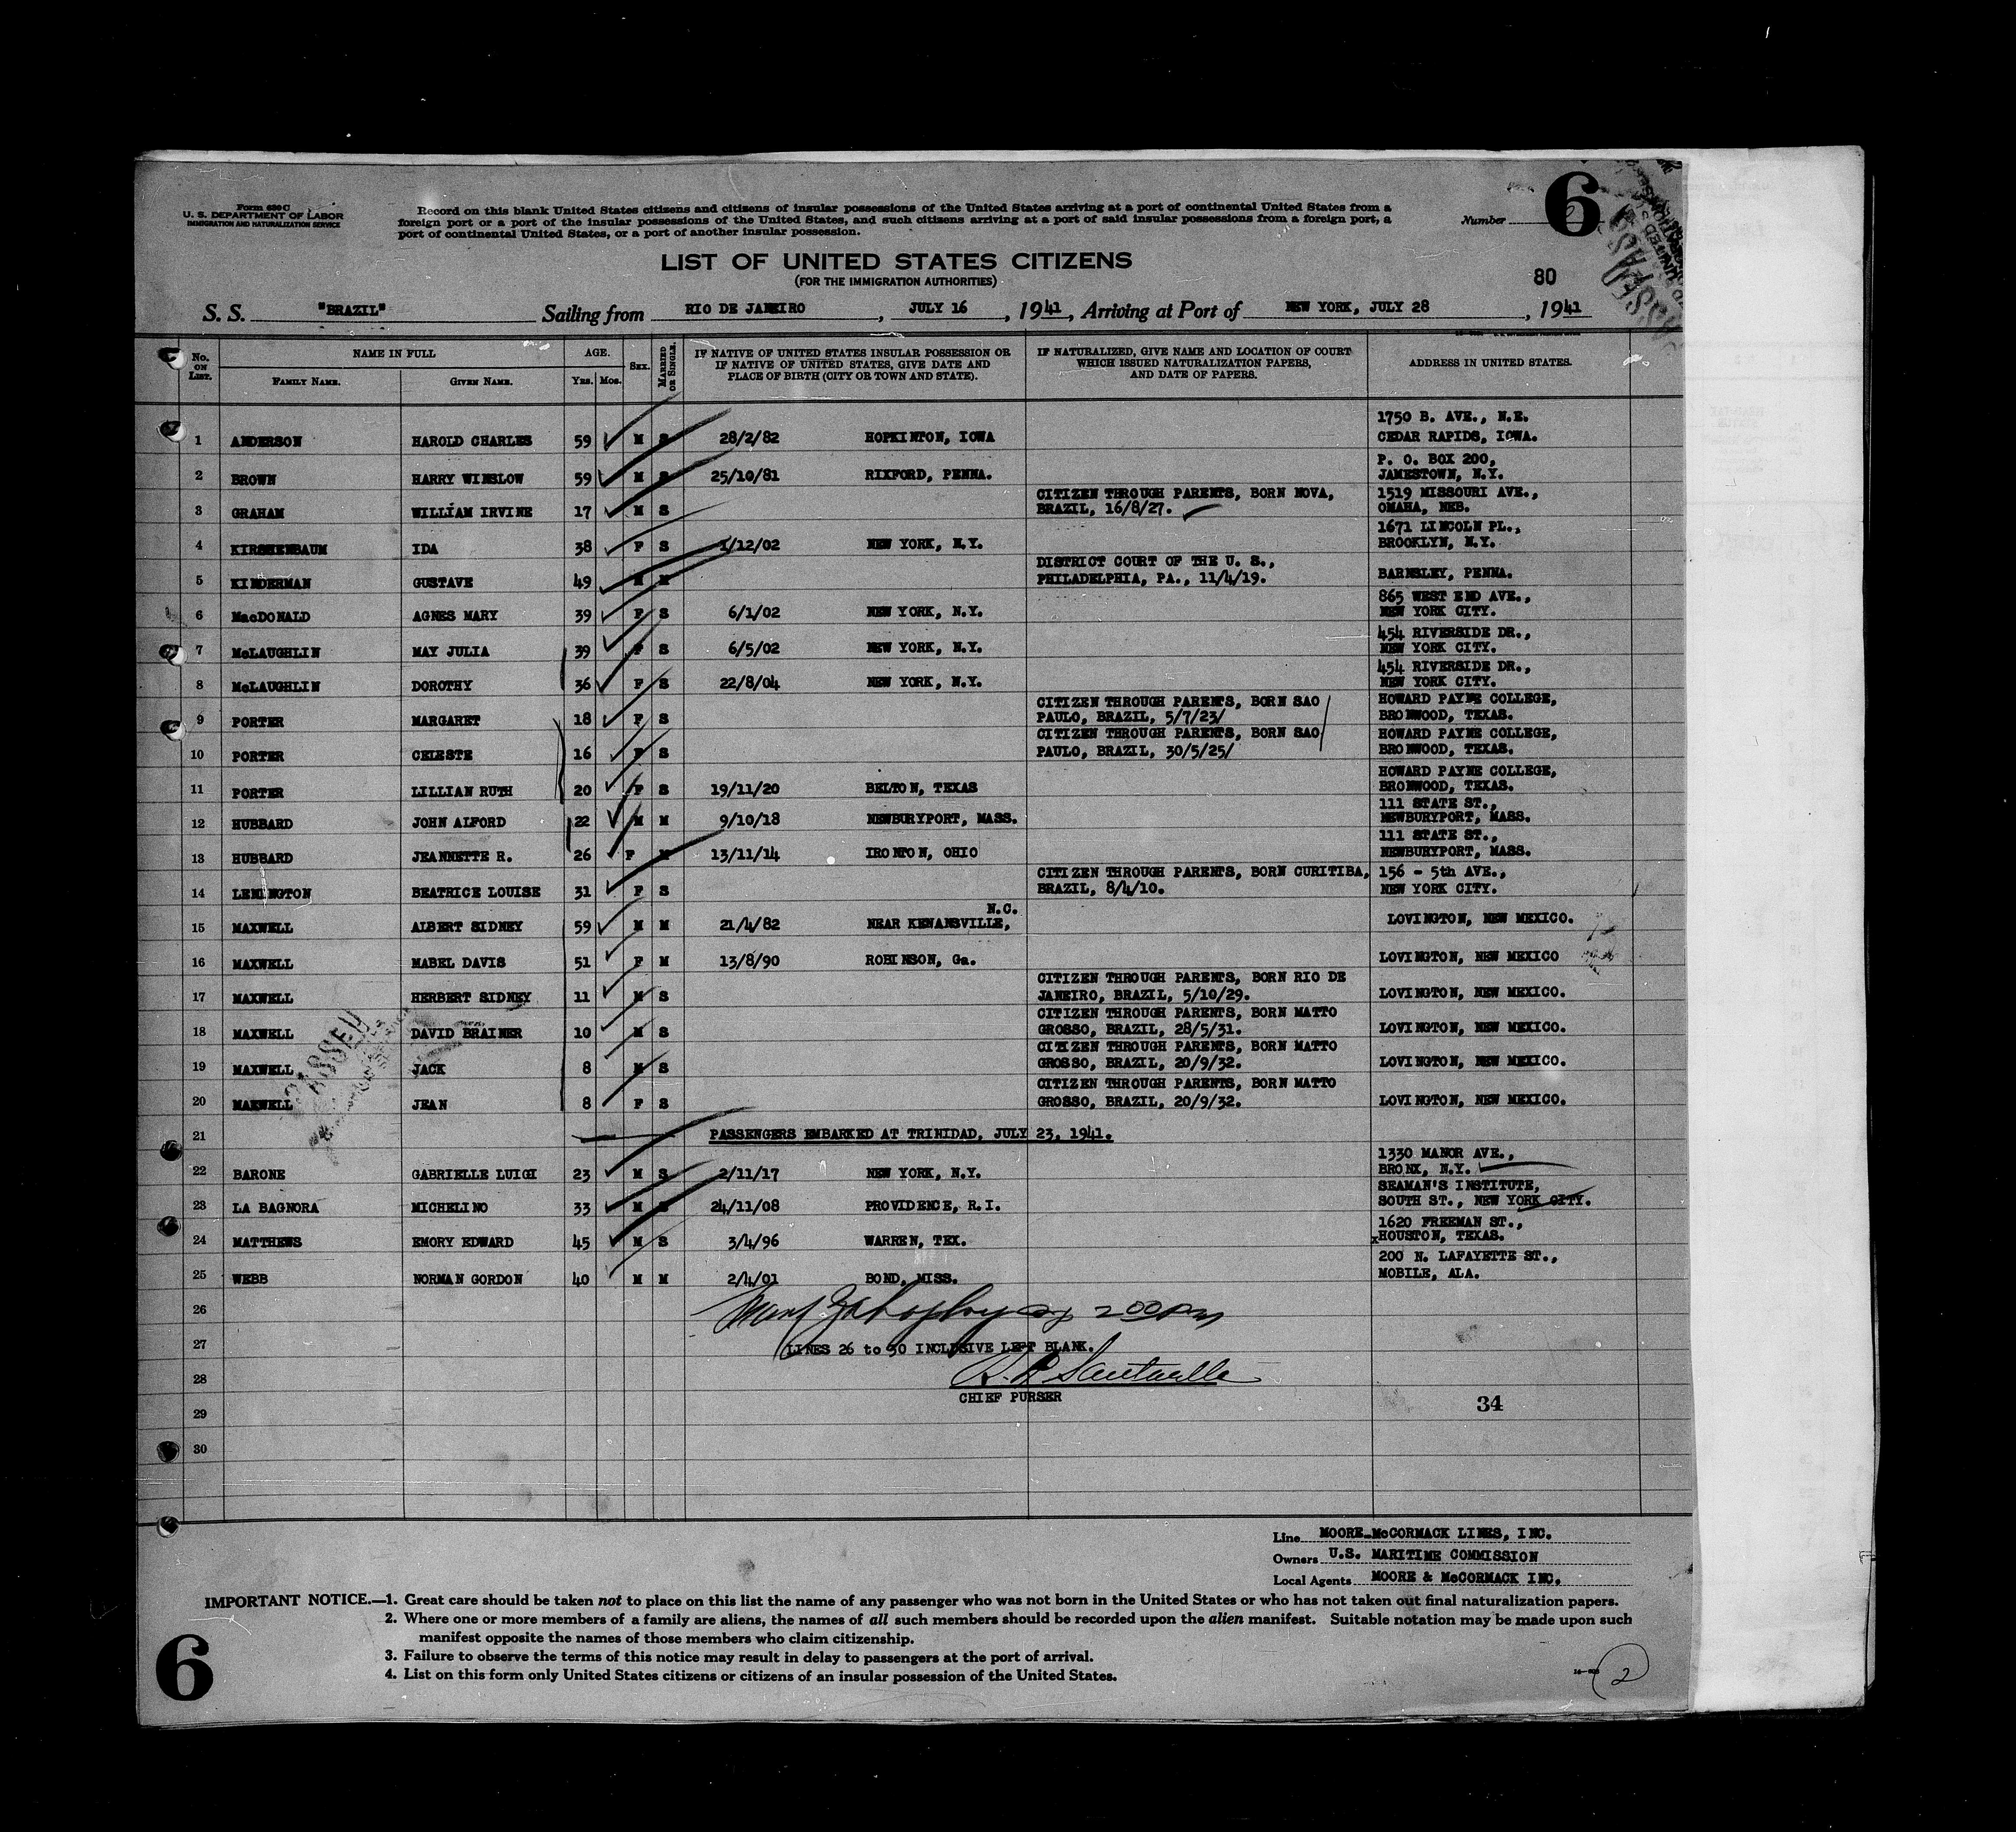 Form 630 C
U. S. DEPARTMENT OF LABOR
IMMIGRATION AND NATURALIZATION SERVICE
Record on this blank United States citizens and citizens of insular possessions of the United States arriving at a port of continental United States from a
foreign port or a port of the insular possessions of the United States, and such citizens arriving at a port of said insular possessions from a foreign port, a
port of continental United States, or a port of another insular possession.
Number 6
LIST OF UNITED STATES CITIZENS
(FOR THE IMMIGRATION AUTHORITIES)
80
S. S. "BRAZIL" Sailing from RIO DE JANEIRO, JULY 16, 1941, Arriving at Port of NEW YORK, JULY 28, 1941
No. ON LIST. NAME IN FULL FAMILY NAME. GIVEN NAME. AGE. YRS. MOS. SEX. MARRIED OR SINGLE. IF NATIVE OF UNITED STATES INSULAR POSSESSION OR IF NATIVE OF UNITED STATES, GIVE DATE AND PLACE OF BIRTH (CITY OR TOWN AND STATE). IF NATURALIZED, GIVE NAME AND LOCATION OF COURT WHICH ISSUED NATURALIZATION PAPERS, AND DATE OF PAPERS. ADDRESS IN UNITED STATES.
1 ANDERSON HAROLD CHARLES 59 M S 28/2/82 HOPKINTON, IOWA 1750 B. AVE., N.E. CEDAR RAPIDS, IOWA.
2 BROWN HARRY WINSLOW 59 M S 25/10/81 RIXFORD, PENNA. P. O. BOX 200, JAMESTOWN, N.Y.
3 GRAHAM WILLIAM IRVINE 17 M S CITIZEN THROUGH PARENTS, BORN NOVA, BRAZIL, 16/8/27. 1519 MISSOURI AVE., OMAHA, NEB.
4 KIRSHENBAUM IDA 38 F S 1/12/02 NEW YORK, N.Y. 1671 LINCOLN PL., BROOKLYN, N.Y.
5 KINDERMAN GUSTAVE 49 M M DISTRICT COURT OF THE U. S., PHILADELPHIA, PA., 11/4/19. BARNSLEY, PENNA.
6 MacDONALD AGNES MARY 39 F S 6/1/02 NEW YORK, N.Y. 865 WEST END AVE., NEW YORK CITY.
7 McLAUGHLIN MAY JULIA 39 F S 6/5/02 NEW YORK, N.Y. 454 RIVERSIDE DR., NEW YORK CITY.
8 McLAUGHLIN DOROTHY 36 F S 22/8/04 NEW YORK, N.Y. 454 RIVERSIDE DR., NEW YORK CITY.
9 PORTER MARGARET 18 F S CITIZEN THROUGH PARENTS, BORN SAO PAULO, BRAZIL, 5/7/23/ HOWARD PAYNE COLLEGE, BRONWOOD, TEXAS.
10 PORTER CELESTE 16 F S CITIZEN THROUGH PARENTS, BORN SAO PAULO, BRAZIL, 30/5/25/ HOWARD PAYNE COLLEGE, BRONWOOD, TEXAS.
11 PORTER LILLIAN RUTH 20 F S 19/11/20 BELTON, TEXAS HOWARD PAYNE COLLEGE, BRONWOOD, TEXAS.
12 HUBBARD JOHN ALFORD 22 M M 9/10/18 NEWBURYPORT, MASS. 111 STATE ST., NEWBURYPORT, MASS.
13 HUBBARD JEANNETTE R. 26 F M 13/11/14 IRONTON, OHIO 111 STATE ST., NEWBURYPORT, MASS.
14 LENINGTON BEATRICE LOUISE 31 F S CITIZEN THROUGH PARENTS, BORN CURITIBA, BRAZIL, 8/4/10. 156 - 5th AVE., NEW YORK CITY.
15 MAXWELL ALBERT SIDNEY 59 M M 21/4/82 NEAR KENANSVILLE, N.C. LOVINGTON, NEW MEXICO.
16 MAXWELL MABEL DAVIS 51 F M 13/8/90 ROBINSON, Ga. LOVINGTON, NEW MEXICO
17 MAXWELL HERBERT SIDNEY 11 M S CITIZEN THROUGH PARENTS, BORN RIO DE JANEIRO, BRAZIL, 5/10/29. LOVINGTON, NEW MEXICO.
18 MAXWELL DAVID BRAINER 10 M S CITIZEN THROUGH PARENTS, BORN MATTO GROSSO, BRAZIL, 28/5/31. LOVINGTON, NEW MEXICO.
19 MAXWELL JACK 8 M S CITIZEN THROUGH PARENTS, BORN MATTO GROSSO, BRAZIL, 20/9/32. LOVINGTON, NEW MEXICO.
20 MAXWELL JEAN 8 F S CITIZEN THROUGH PARENTS, BORN MATTO GROSSO, BRAZIL, 20/9/32. LOVINGTON, NEW MEXICO.
PASSED
21 PASSENGERS EMBARKED AT TRINIDAD, JULY 23, 1941.
22 BARONE GABRIELLE LUIGI 23 M S 2/11/17 NEW YORK, N.Y. 1330 MANOR AVE., BRONX, N.Y.
23 LA BAGNORA MICHELINO 33 M 24/11/08 PROVIDENCE, R.I. SEAMAN'S INSTITUTE, SOUTH ST., NEW YORK CITY.
24 MATTHEWS EMORY EDWARD 45 M S 3/4/96 WARREN, TEX. 1620 FREEMAN ST., xHOUSTON, TEXAS.
25 WEBB NORMAN GORDON 40 M M 2/4/01 BOND, MISS. 200 N. LAFAYETTE ST., MOBILE, ALA.
26
27 LINES 26 to 30 INCLUSIVE LEFT BLANK.
28
CHIEF PURSER
29 34
30
Line MOORE-McCORMACK LINES, INC.
Owners U.S. MARITIME COMMISSION
Local Agents MOORE & McCORMACK INC.
IMPORTANT NOTICE.—1. Great care should be taken not to place on this list the name of any passenger who was not born in the United States or who has not taken out final naturalization papers.
2. Where one or more members of a family are aliens, the names of all such members should be recorded upon the alien manifest. Suitable notation may be made upon such
manifest opposite the names of those members who claim citizenship.
3. Failure to observe the terms of this notice may result in delay to passengers at the port of arrival.
4. List on this form only United States citizens or citizens of an insular possession of the United States.
6
2